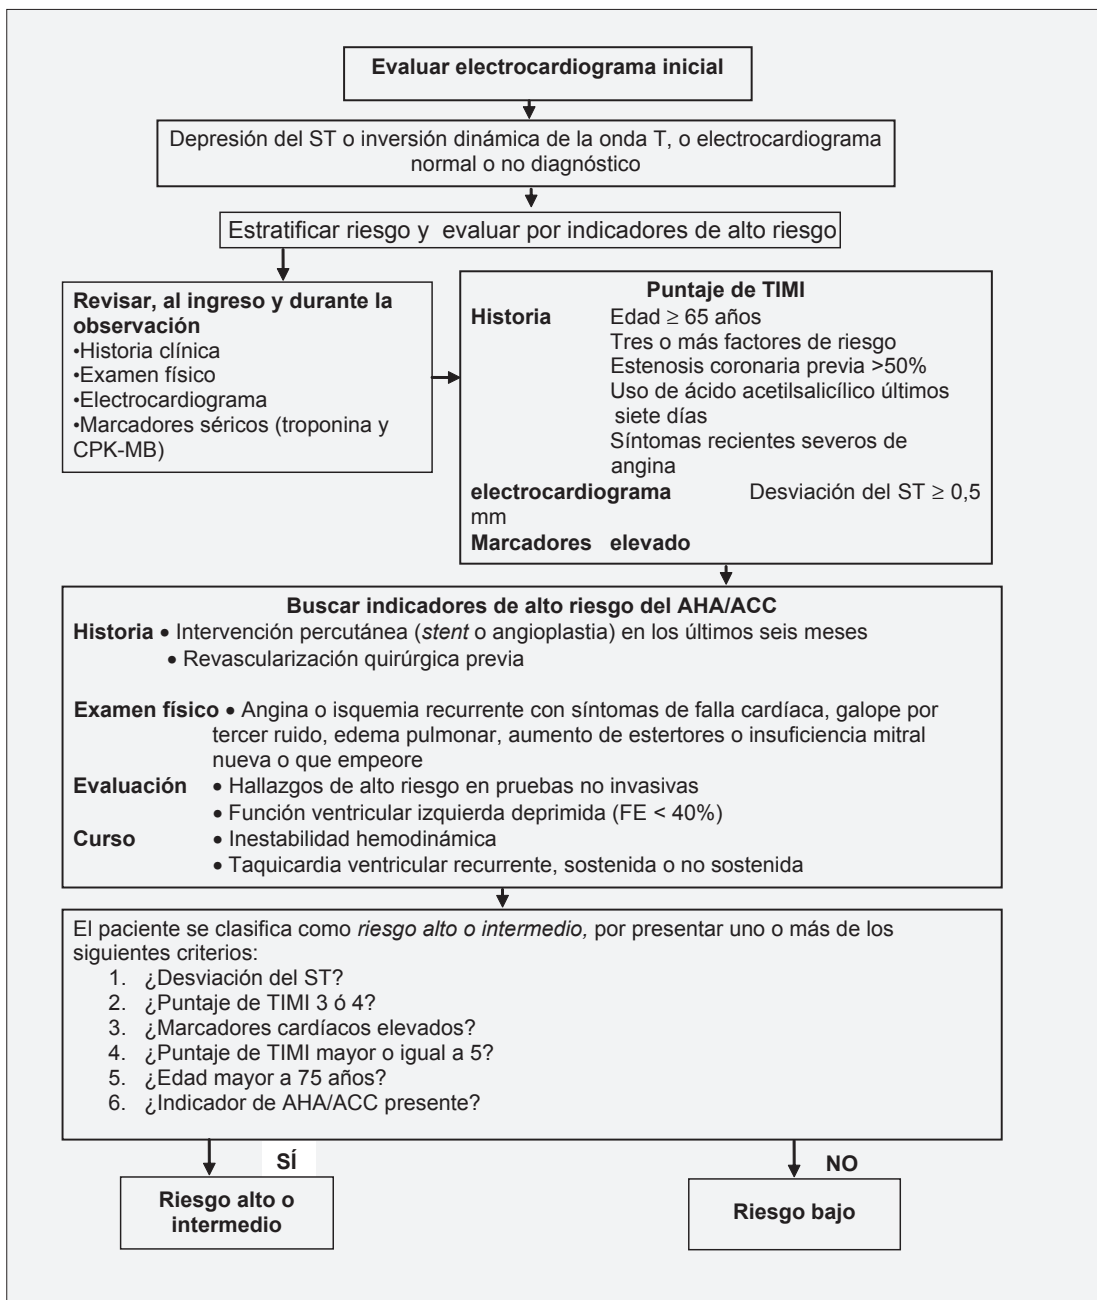 Evaluar electrocardiograma inicial
Depresión del ST o inversión dinámica de la onda T, o electrocardiograma
normal o no diagnóstico
Estratificar riesgo y evaluar por indicadores de alto riesgo
Revisar, al ingreso y durante la
observación
•Historia clínica
•Examen físico
•Electrocardiograma
•Marcadores séricos (troponina y
CPK-MB)
Puntaje de TIMI
Historia Edad ≥ 65 años
Tres o más factores de riesgo
Estenosis coronaria previa >50%
Uso de ácido acetilsalicílico últimos
siete días
Síntomas recientes severos de
angina
electrocardiograma Desviación del ST ≥ 0,5
mm
Marcadores elevado
Buscar indicadores de alto riesgo del AHA/ACC
Historia • Intervención percutánea (stent o angioplastia) en los últimos seis meses
• Revascularización quirúrgica previa
Examen físico • Angina o isquemia recurrente con síntomas de falla cardíaca, galope por
tercer ruido, edema pulmonar, aumento de estertores o insuficiencia mitral
nueva o que empeore
Evaluación • Hallazgos de alto riesgo en pruebas no invasivas
• Función ventricular izquierda deprimida (FE < 40%)
Curso • Inestabilidad hemodinámica
• Taquicardia ventricular recurrente, sostenida o no sostenida
El paciente se clasifica como riesgo alto o intermedio, por presentar uno o más de los
siguientes criterios:
1. ¿Desviación del ST?
2. ¿Puntaje de TIMI 3 ó 4?
3. ¿Marcadores cardíacos elevados?
4. ¿Puntaje de TIMI mayor o igual a 5?
5. ¿Edad mayor a 75 años?
6. ¿Indicador de AHA/ACC presente?
SÍ
NO
Riesgo alto o
intermedio
Riesgo bajo